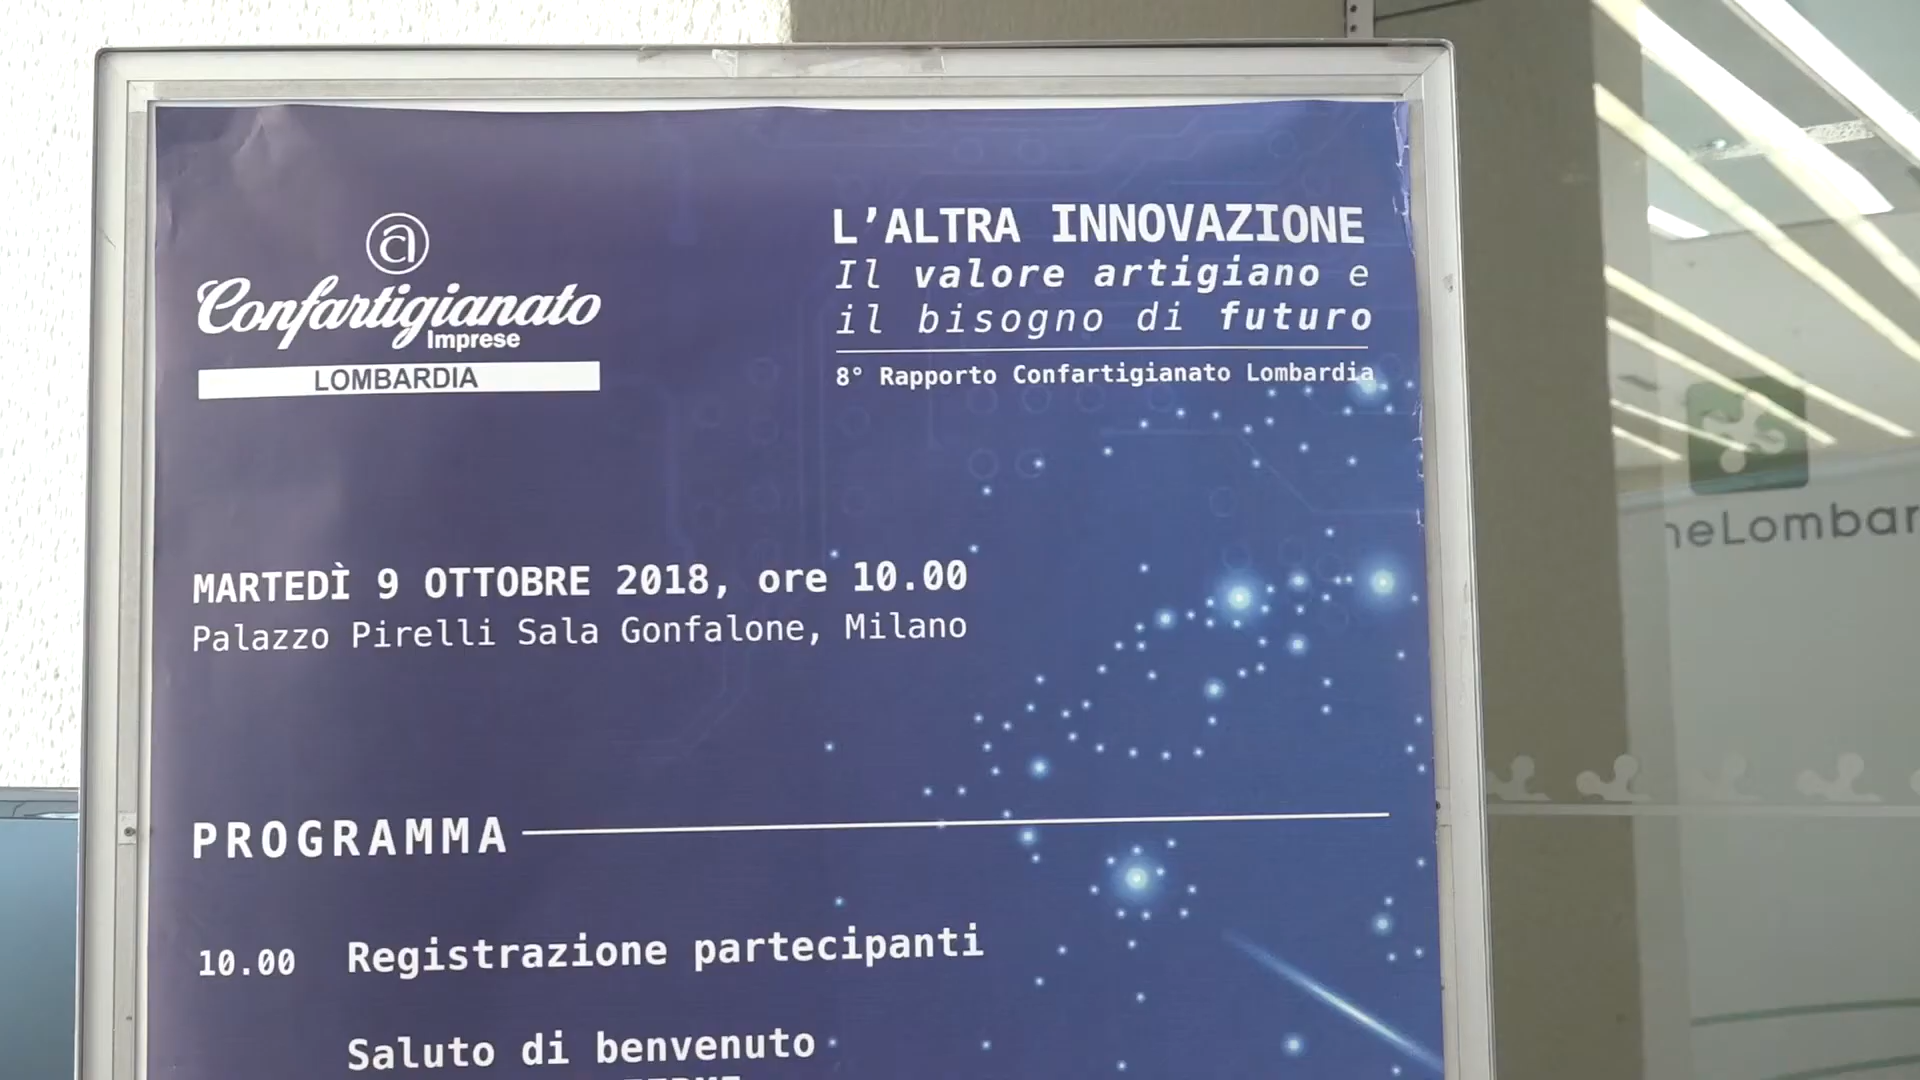 Confartigianato
Imprese
LOMBARDIA
L'ALTRA INNOVAZIONE
Il valore artigiano e
il bisogno di futuro
8° Rapporto Confartigianato Lombardia
MARTEDÌ 9 OTTOBRE 2018, ore 10.00
Palazzo Pirelli Sala Gonfalone, Milano
PROGRAMMA
10.00 Registrazione partecipanti
Saluto di benvenuto
neLombar